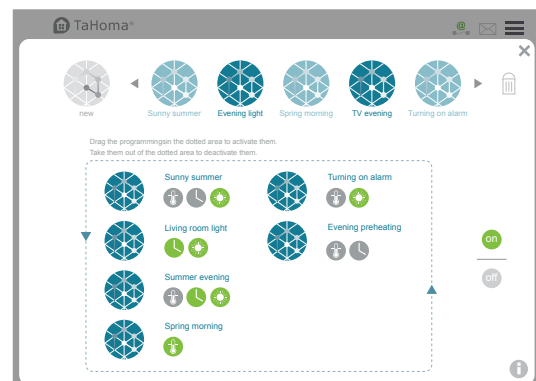 TaHoma®
@
new
Sunny summer
Evening light
Spring morning
TV evening
Turning on alarm
Drag the programmingsin the dotted area to activate them.
Take them out of the dotted area to deactivate them.
Sunny summer
Turning on alarm
Living room light
Evening preheating
on
Summer evening
off
Spring morning
i